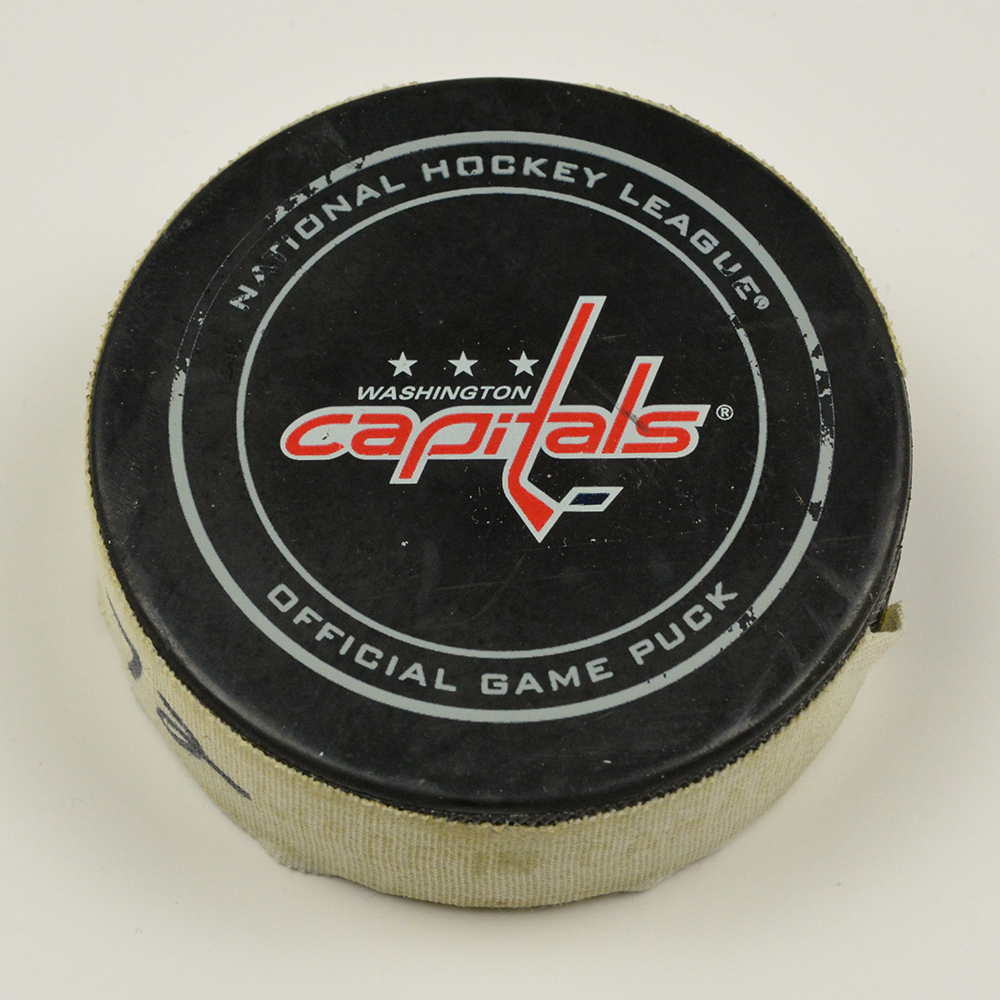 NATIONAL HOCKEY LEAGUE®
WASHINGTON
capitals®
OFFICIAL GAME PUCK